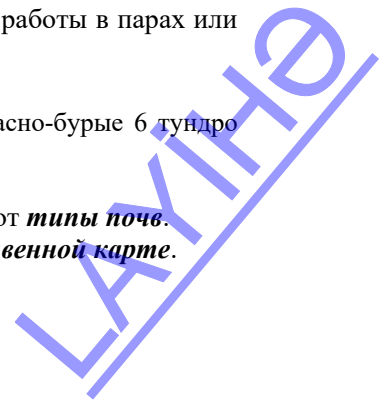 работы в парах или
асно-бурые 6 тундро
от типы почв.
венной карте.
LAYİHƏ